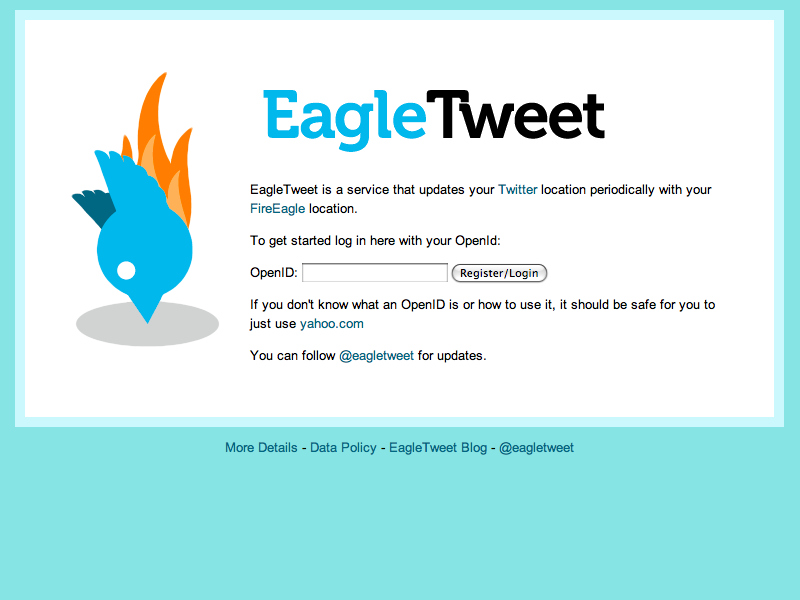 EagleTweet
EagleTweet is a service that updates your Twitter location periodically with your
FireEagle location.
To get started log in here with your OpenId:
OpenID: Register/Login
If you don't know what an OpenID is or how to use it, it should be safe for you to
just use yahoo.com
You can follow @eagletweet for updates.
More Details - Data Policy - EagleTweet Blog - @eagletweet